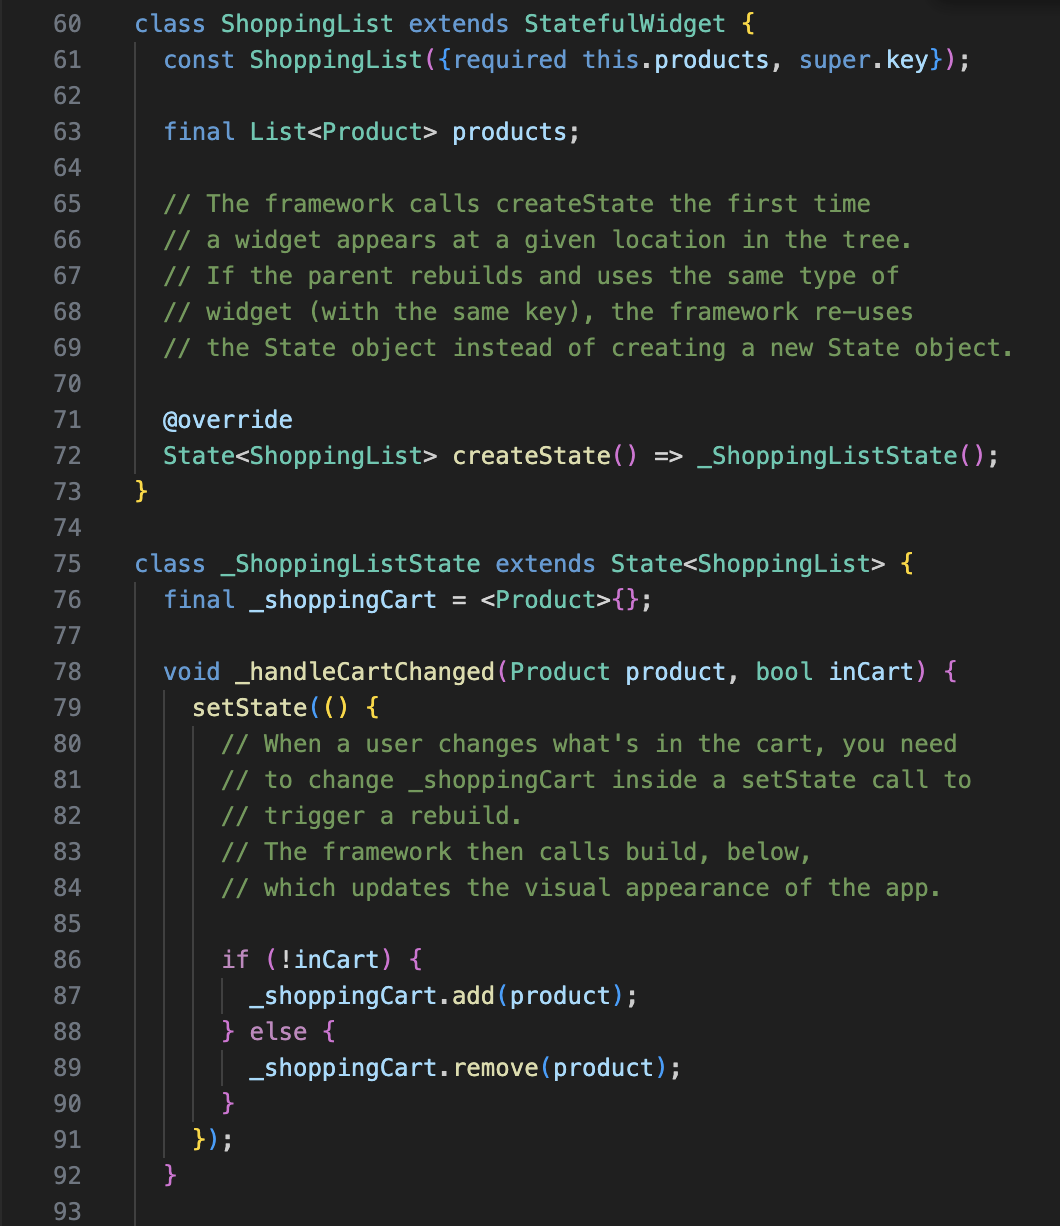 60 class ShoppingList extends StatefulWidget {
61   const ShoppingList({required this.products, super.key});
62
63   final List<Product> products;
64
65   // The framework calls createState the first time
66   // a widget appears at a given location in the tree.
67   // If the parent rebuilds and uses the same type of
68   // widget (with the same key), the framework re-uses
69   // the State object instead of creating a new State object.
70
71   @override
72   State<ShoppingList> createState() => _ShoppingListState();
73 }
74
75 class _ShoppingListState extends State<ShoppingList> {
76   final _shoppingCart = <Product>{};
77
78   void _handleCartChanged(Product product, bool inCart) {
79     setState(() {
80       // When a user changes what's in the cart, you need
81       // to change _shoppingCart inside a setState call to
82       // trigger a rebuild.
83       // The framework then calls build, below,
84       // which updates the visual appearance of the app.
85
86       if (!inCart) {
87         _shoppingCart.add(product);
88       } else {
89         _shoppingCart.remove(product);
90       }
91     });
92   }
93